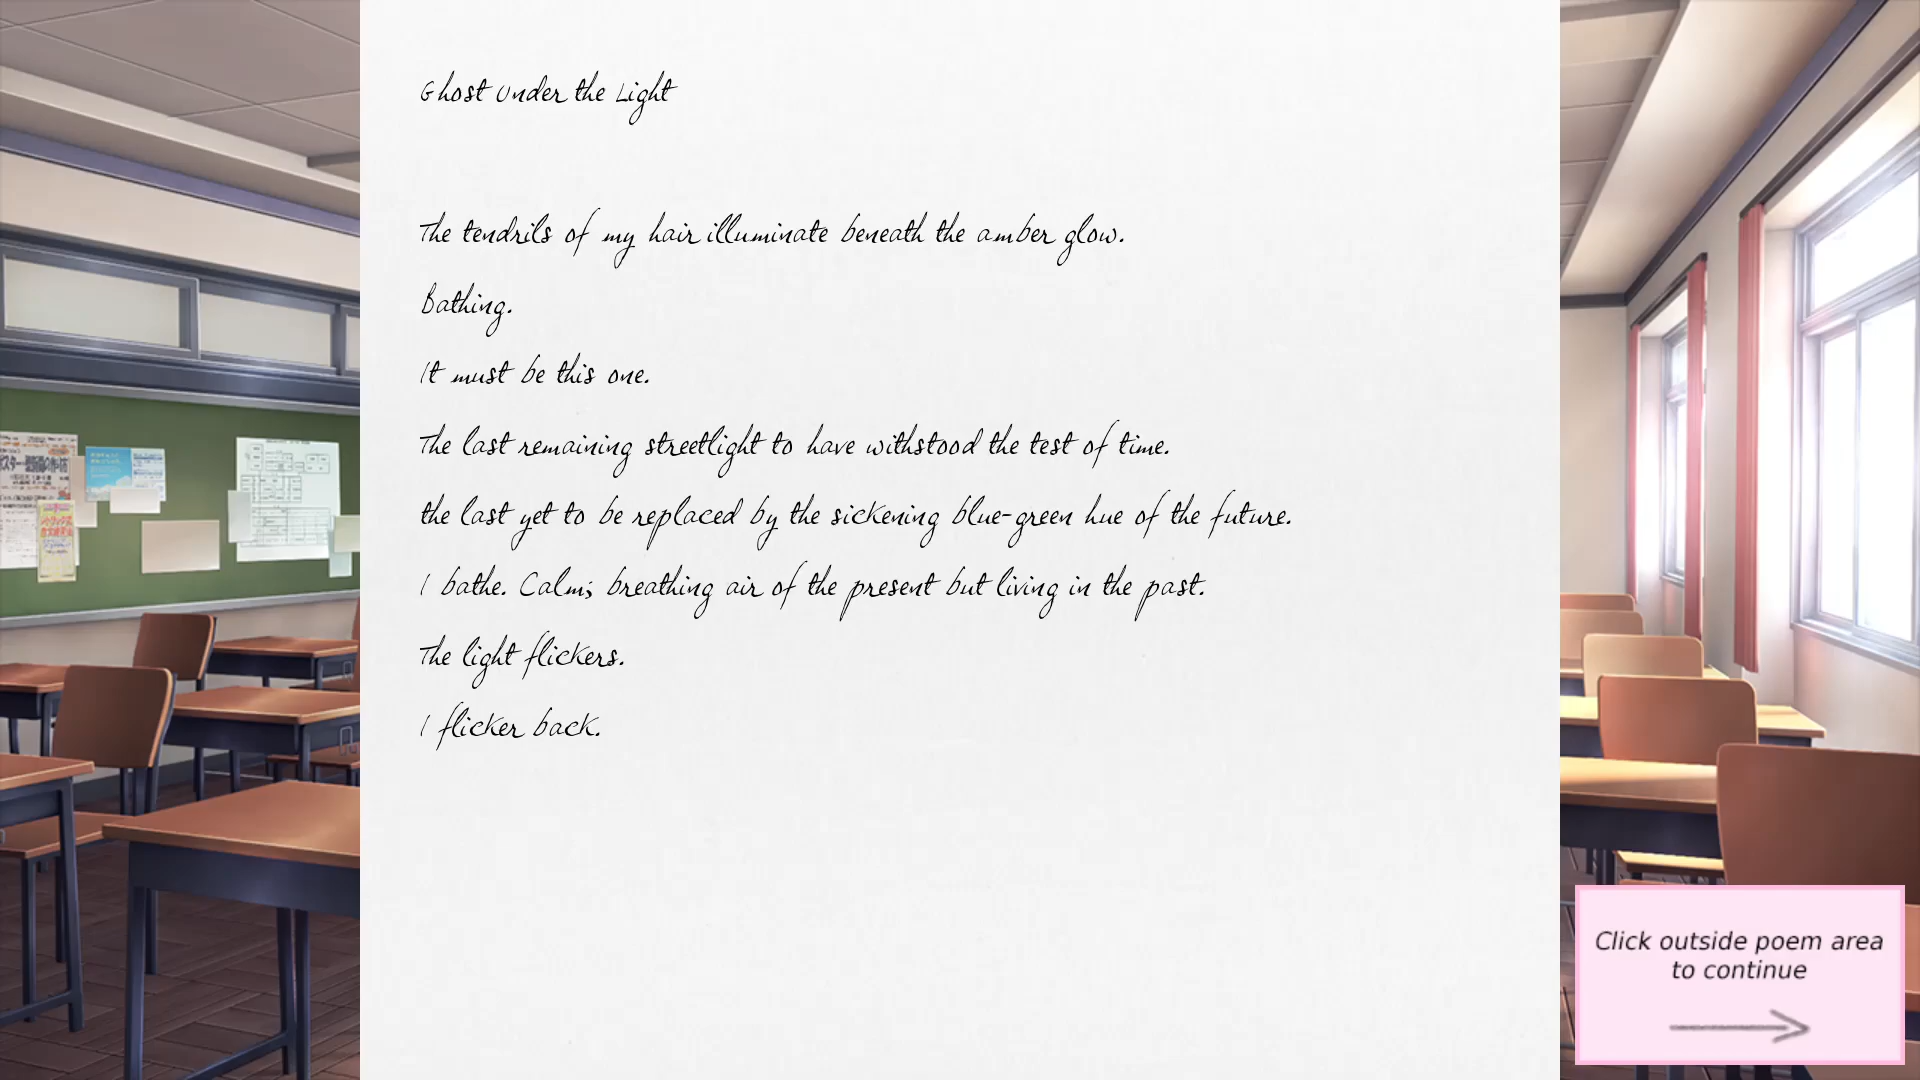 Ghost Under the Light
The tendrils of my hair illuminate beneath the amber glow.
Bathing.
It must be this one.
The last remaining streetlight to have withstood the test of time.
the last yet to be replaced by the sickening blue-green hue of the future.
I bathe. Calm; breathing air of the present but living in the past.
The light flickers.
I flicker back.
Click outside poem area
to continue